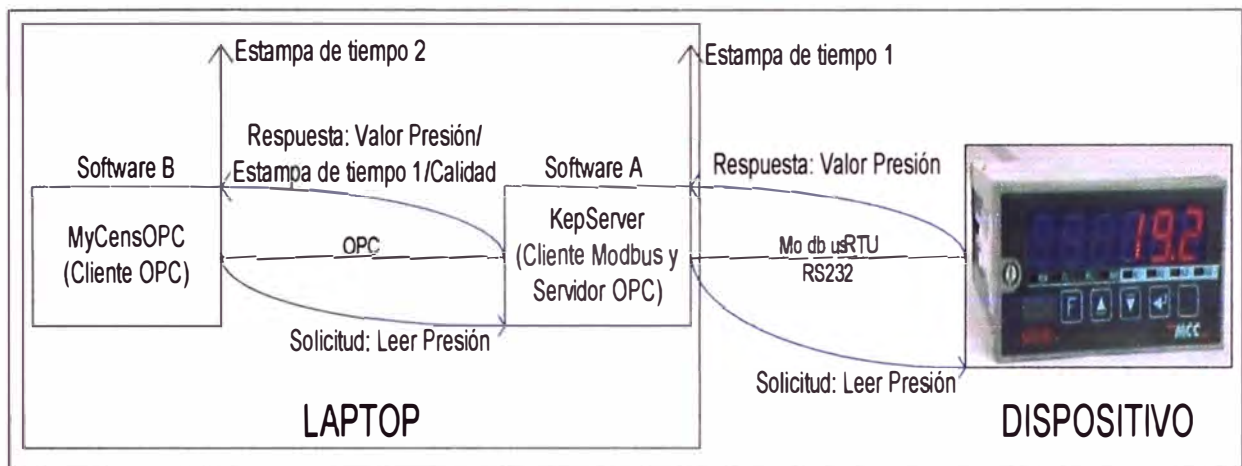 Estampa de tiempo 2
Estampa de tiempo 1
Respuesta: Valor Presión/
Estampa de tiempo 1/Calidad
Software B
Software A
Respuesta: Valor Presión
MyCensOPC
(Cliente OPC)
OPC
KepServer
(Cliente Modbus y
Servidor OPC)
Mo db usRTU
RS232
19.2
F
MCC
Solicitud: Leer Presión
Solicitud: Leer Presión
LAPTOP
DISPOSITIVO